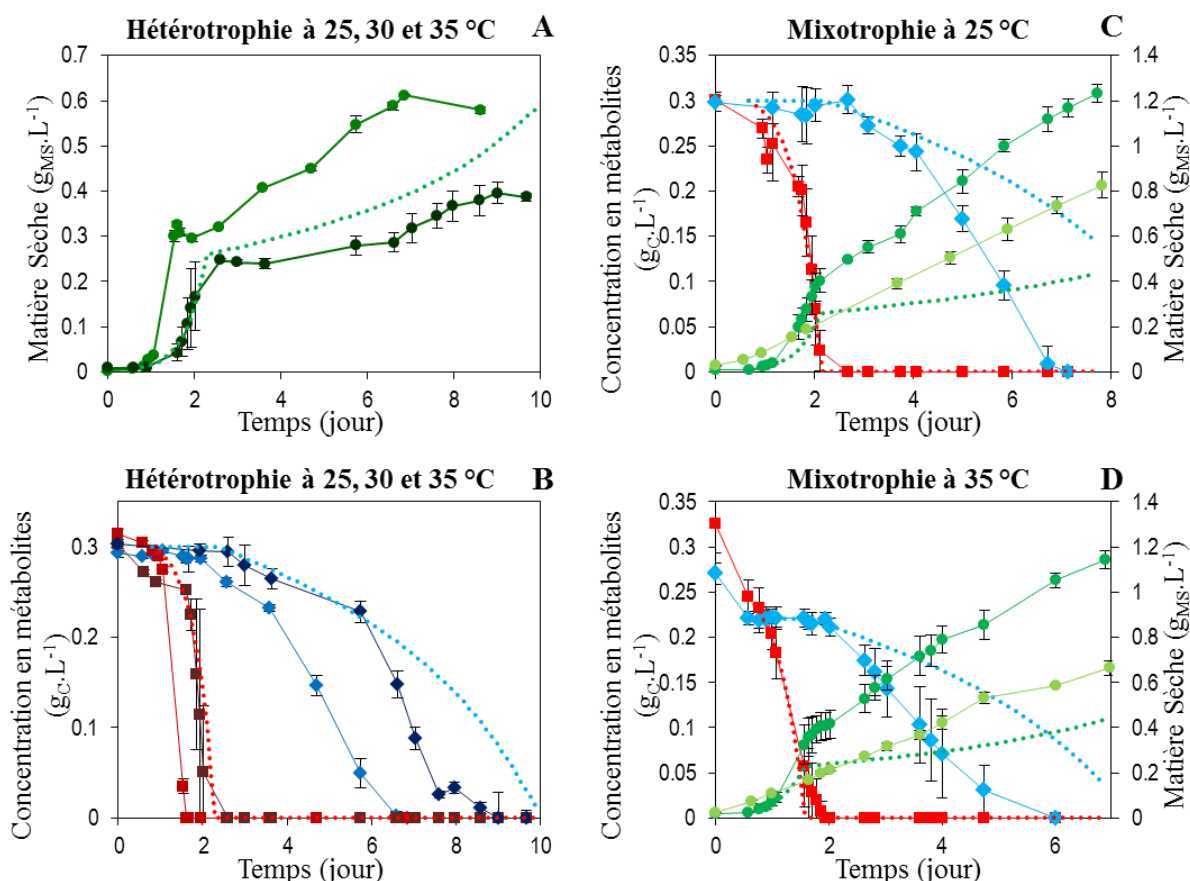 Hétérotrophie à 25, 30 et 35 °C
A
Matière Sèche (gMS.L-1)
0.7
0.6
0.5
0.4
0.3
0.2
0.1
0
0 2 4 6 8 10
Temps (jour)
Mixotrophie à 25 °C
C
Concentration en métabolites
(gC.L-1)
0.35
0.3
0.25
0.2
0.15
0.1
0.05
0
0 2 4 6 8
Temps (jour)
1.4
1.2
1
0.8
0.6
0.4
0.2
0
Matière Sèche (gMS.L-1)
Hétérotrophie à 25, 30 et 35 °C
B
Concentration en métabolites
(gC.L-1)
0.3
0.2
0.1
0
0 2 4 6 8 10
Temps (jour)
Mixotrophie à 35 °C
D
Concentration en métabolites
(gC.L-1)
0.35
0.3
0.25
0.2
0.15
0.1
0.05
0
0 2 4 6
Temps (jour)
1.4
1.2
1
0.8
0.6
0.4
0.2
0
Matière Sèche (gMS.L-1)